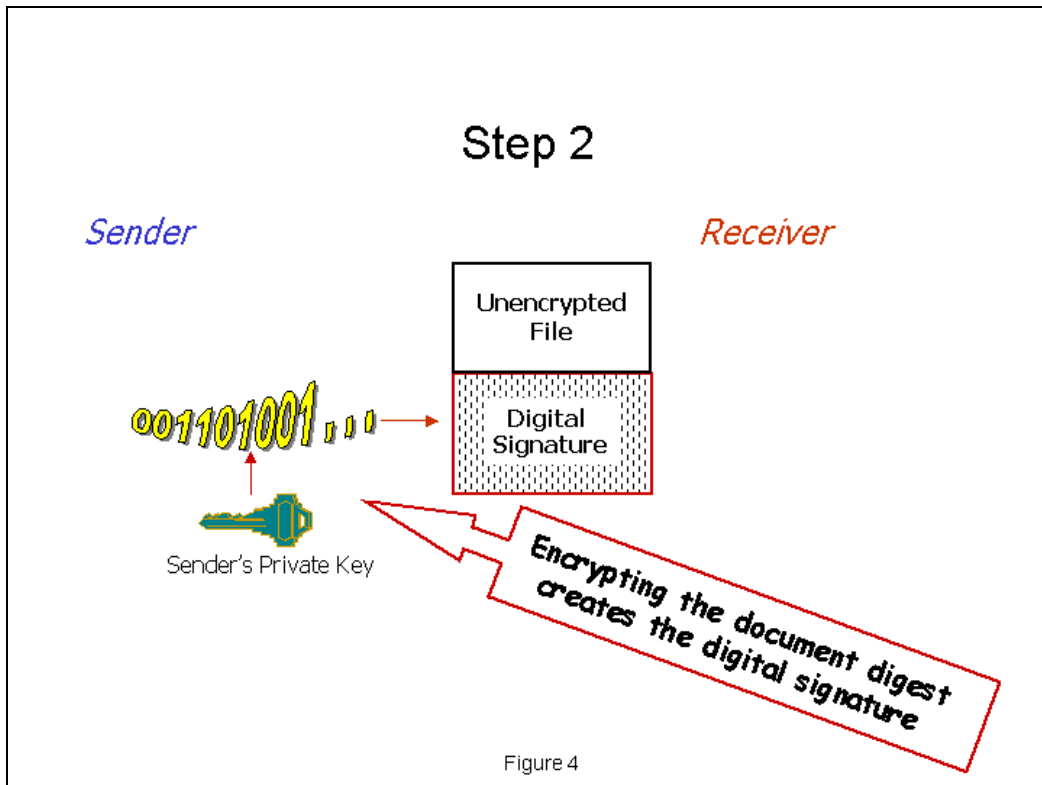 Step 2
Sender
Receiver
Unencrypted
File
001101001...
Digital
Signature
Sender's Private Key
Encrypting the document digest
creates the digital signature
Figure 4